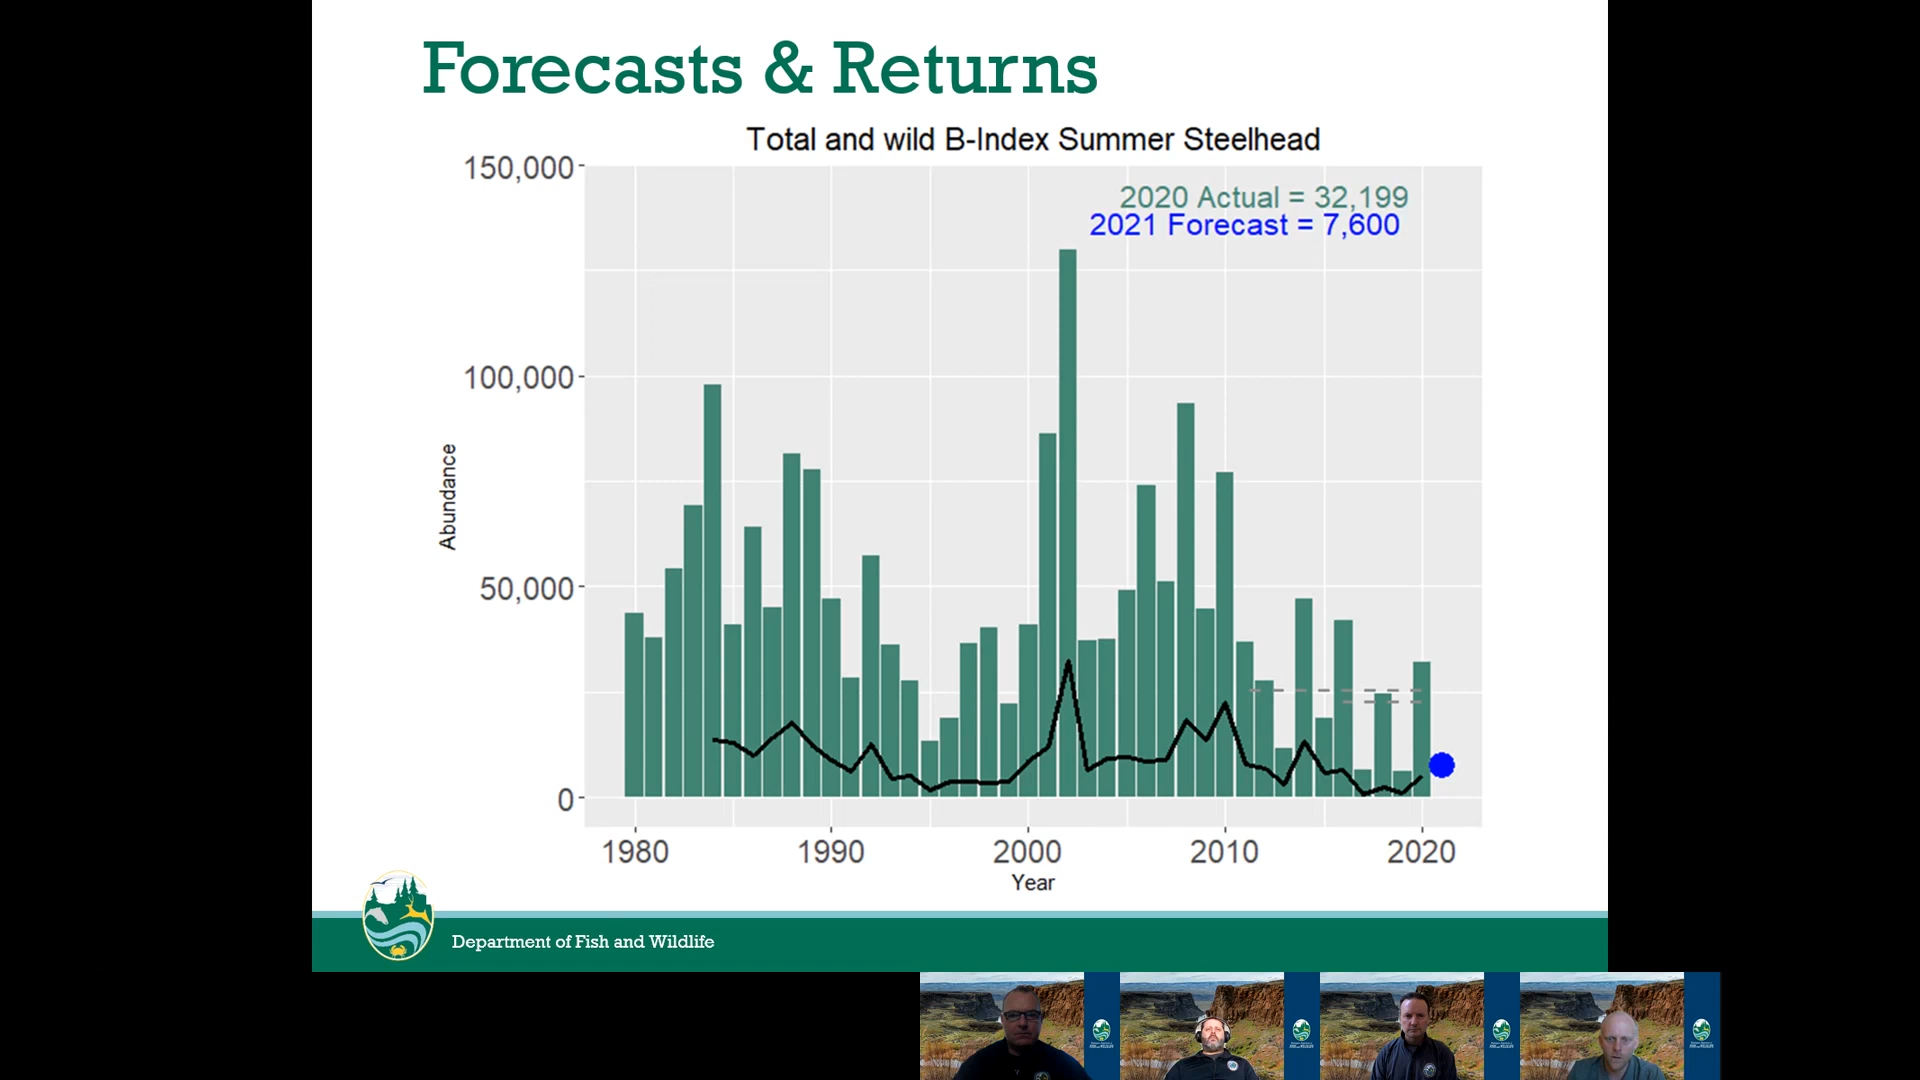 Forecasts & Returns
Total and wild B-Index Summer Steelhead
2020 Actual = 32,199
2021 Forecast = 7,600
150,000
100,000
50,000
0
Abundance
1980 1990 2000 2010 2020
Year
Department of Fish and Wildlife